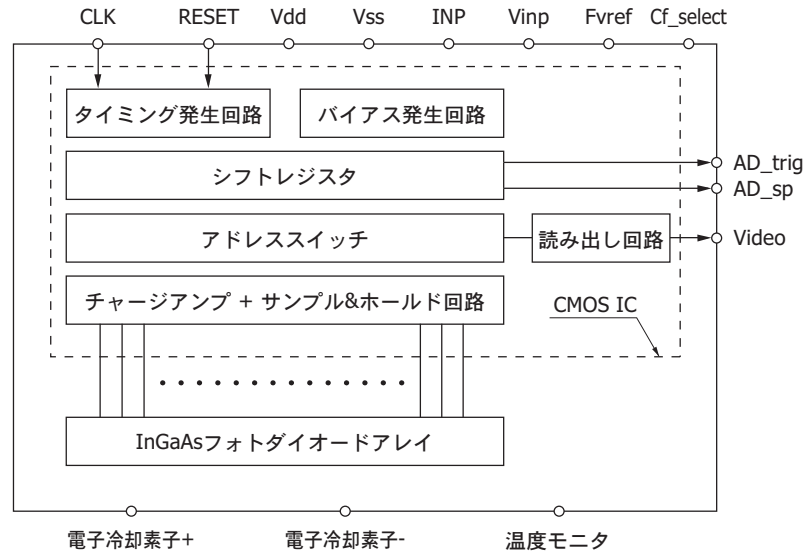 CLK RESET Vdd Vss INP Vinp Fvref Cf_select
タイミング発生回路 バイアス発生回路
シフトレジスタ
AD_trig
AD_sp
アドレススイッチ 読み出し回路 Video
チャージアンプ + サンプル&ホールド回路
CMOS IC
InGaAsフォトダイオードアレイ
電子冷却素子+ 電子冷却素子- 温度モニタ